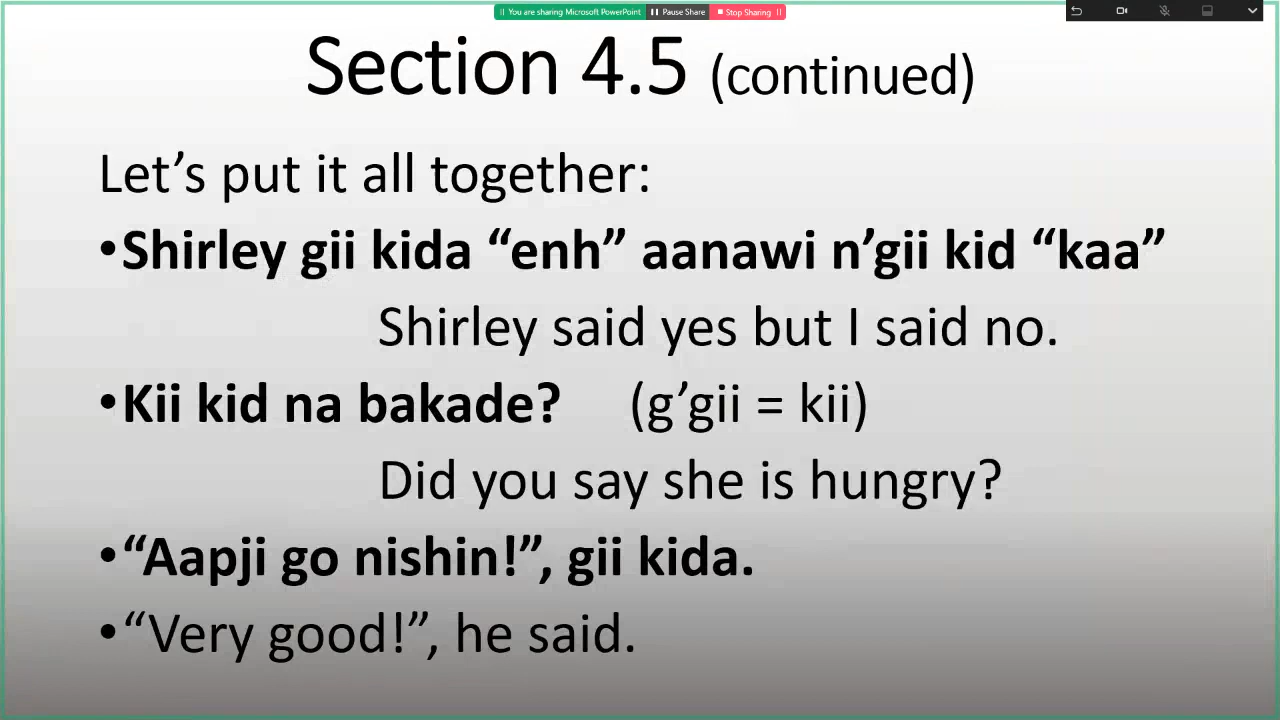 You are sharing Microsoft PowerPoint Pause Share Stop Sharing
Section 4.5 (continued)
Let’s put it all together:
•Shirley gii kida “enh” aanawi n’gii kid “kaa”
Shirley said yes but I said no.
•Kii kid na bakade? (g’gii = kii)
Did you say she is hungry?
•“Aapji go nishin!”, gii kida.
•“Very good!”, he said.